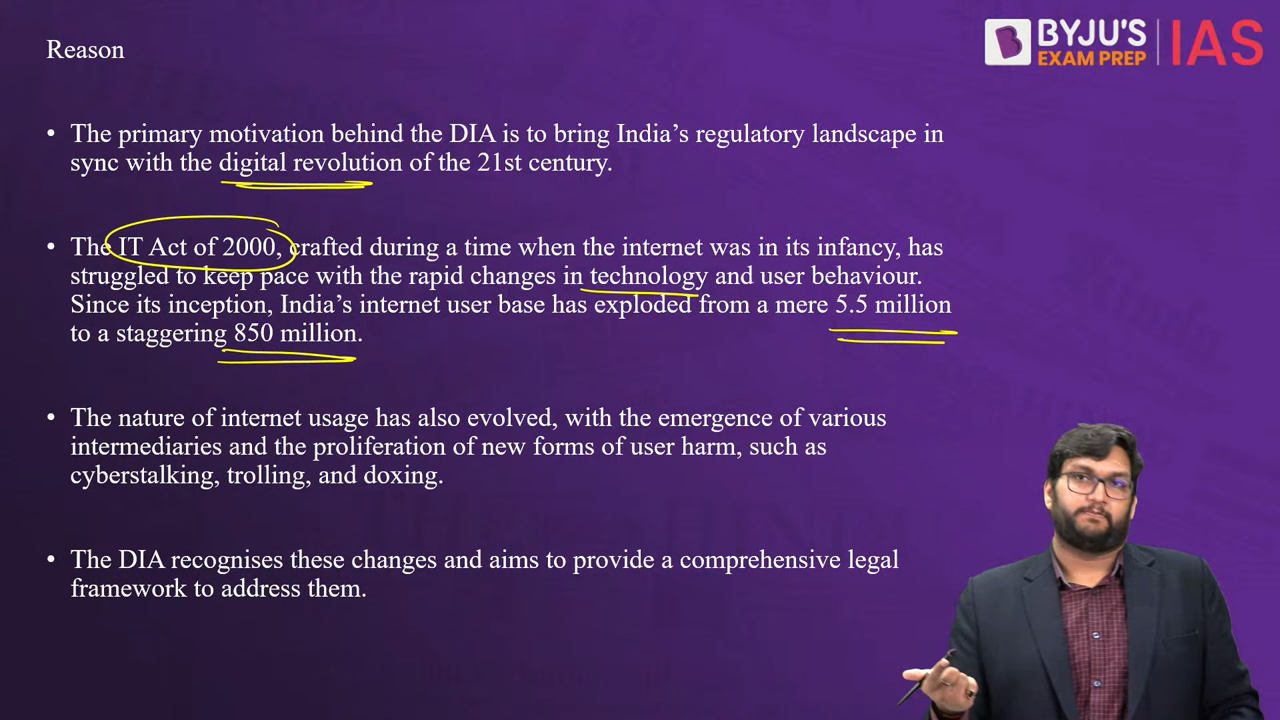 Reason
BYJU'S
EXAM PREP
IAS
• The primary motivation behind the DIA is to bring India’s regulatory landscape in
sync with the digital revolution of the 21st century.
• The IT Act of 2000, crafted during a time when the internet was in its infancy, has
struggled to keep pace with the rapid changes in technology and user behaviour.
Since its inception, India’s internet user base has exploded from a mere 5.5 million
to a staggering 850 million.
• The nature of internet usage has also evolved, with the emergence of various
intermediaries and the proliferation of new forms of user harm, such as
cyberstalking, trolling, and doxing.
• The DIA recognises these changes and aims to provide a comprehensive legal
framework to address them.